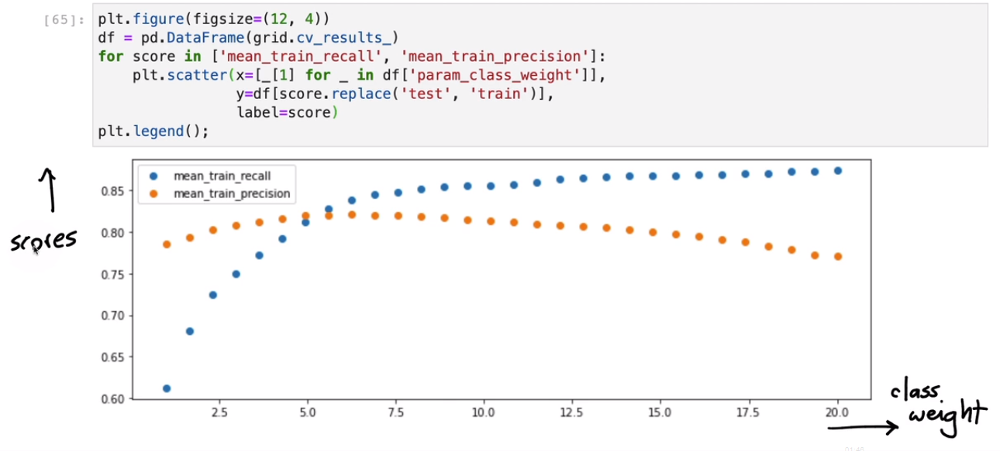 [65]: plt.figure(figsize=(12, 4))
df = pd.DataFrame(grid.cv_results_)
for score in ['mean_train_recall', 'mean_train_precision']:
    plt.scatter(x=[_[1] for _ in df['param_class_weight']],
                y=df[score.replace('test', 'train')],
                label=score)
plt.legend();
mean_train_recall
mean_train_precision
0.85
0.80
0.75
0.70
0.65
0.60
scores
2.5 5.0 7.5 10.0 12.5 15.0 17.5 20.0
class
weight
01:48